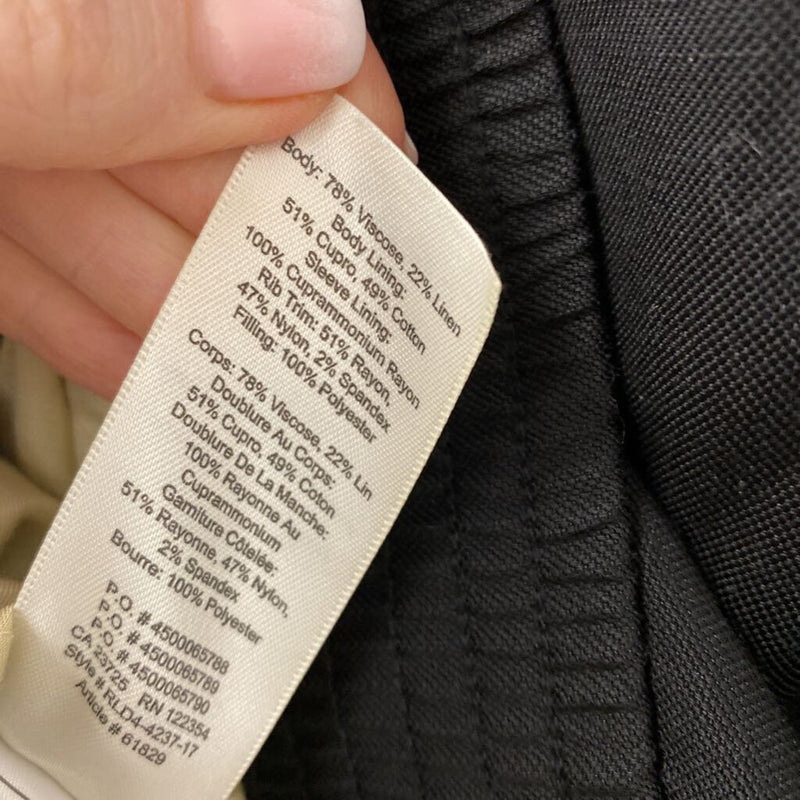 Body: 78% Viscose, 22% Linen
Body Lining:
51% Cupro, 49% Cotton
Sleeve Lining:
100% Cuprammonium Rayon
Rib Trim: 51% Rayon,
47% Nylon, 2% Spandex
Filling: 100% Polyester
Corps: 78% Viscose, 22% Lin
Doublure Au Corps:
51% Cupro, 49% Coton
Doublure De La Manche:
100% Rayonne Au
Cuprammonium
Garniture Côtelée:
51% Rayonne, 47% Nylon,
2% Spandex
Bourre: 100% Polyester
P.O. # 4500065788
P.O. # 4500065789
P.O. # 4500065790
CA 23725 RN 122354
Style # RLD4-4237-17
Article # 61829